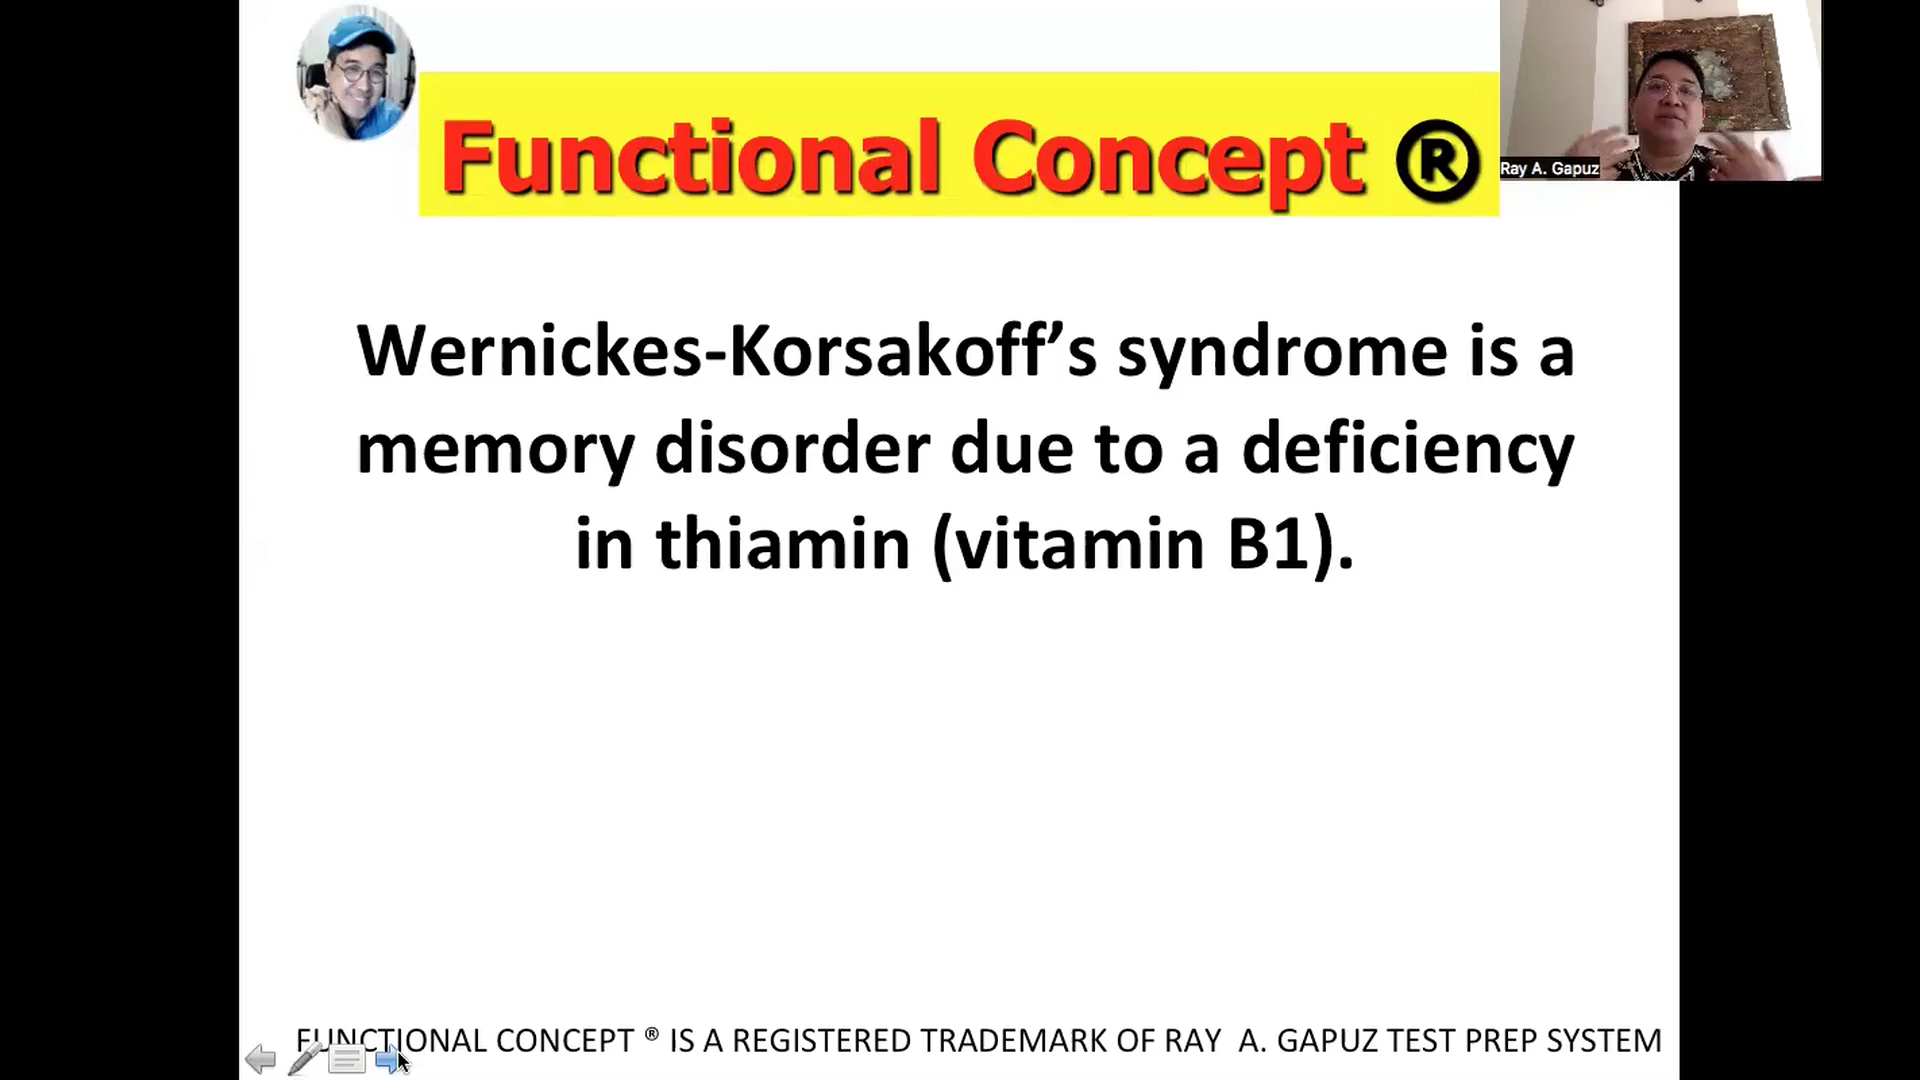 Functional Concept ®
Ray A. Gapuz
Wernickes-Korsakoff’s syndrome is a
memory disorder due to a deficiency
in thiamin (vitamin B1).
FUNCTIONAL CONCEPT ® IS A REGISTERED TRADEMARK OF RAY A. GAPUZ TEST PREP SYSTEM